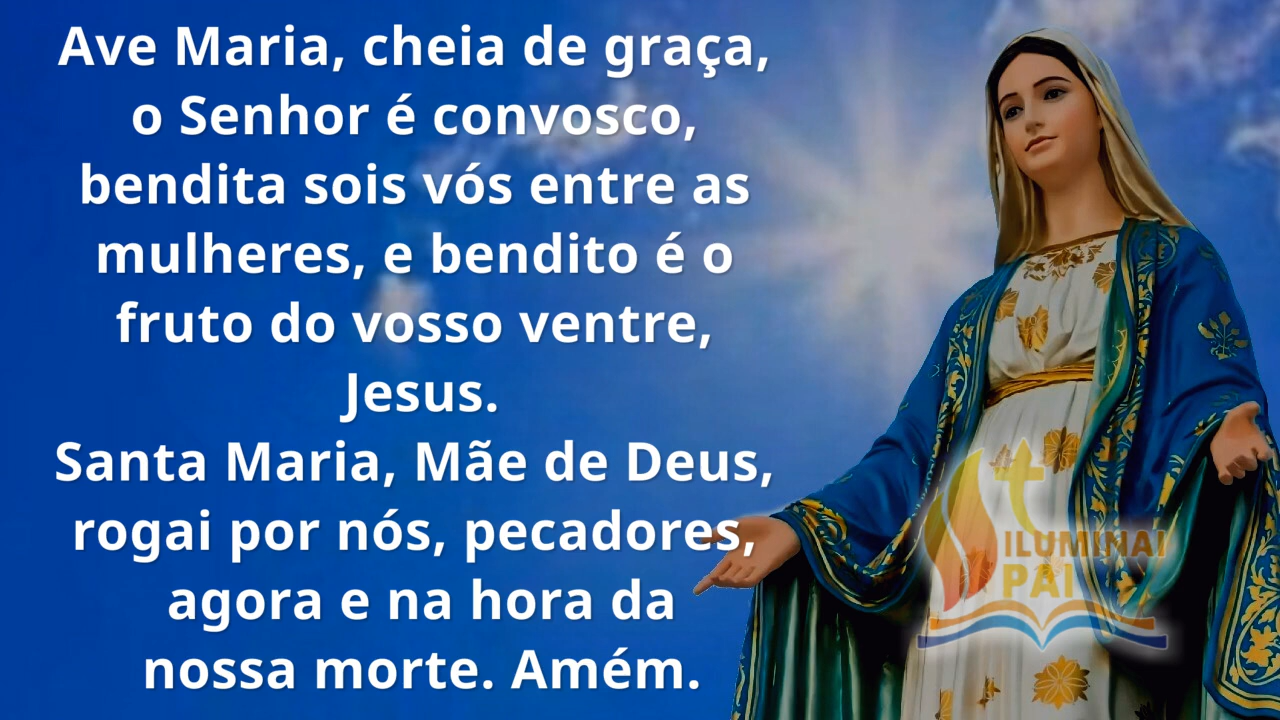 Ave Maria, cheia de graça,
o Senhor é convosco,
bendita sois vós entre as
mulheres, e bendito é o
fruto do vosso ventre,
Jesus.
Santa Maria, Mãe de Deus,
rogai por nós, pecadores,
agora e na hora da
nossa morte. Amém.
ILUMINAI
PAI